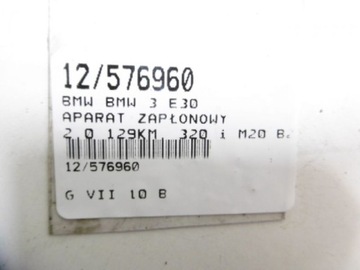 12/576960
BMW BMW 3 E30
APARAT ZAPŁONOWY
2.0 129KM 320 i M20 B
12/576960
G VII 10 B